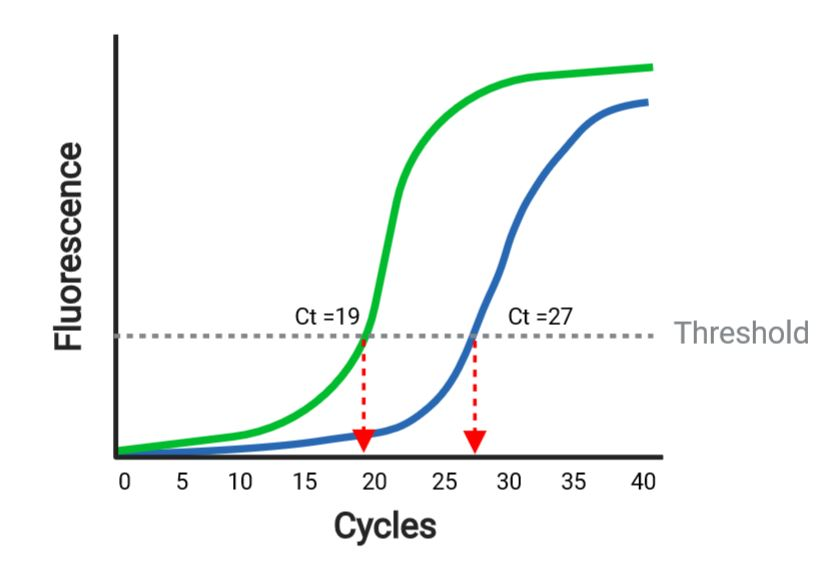 Fluorescence
Ct =19
Ct =27
Threshold
0 5 10 15 20 25 30 35 40
Cycles